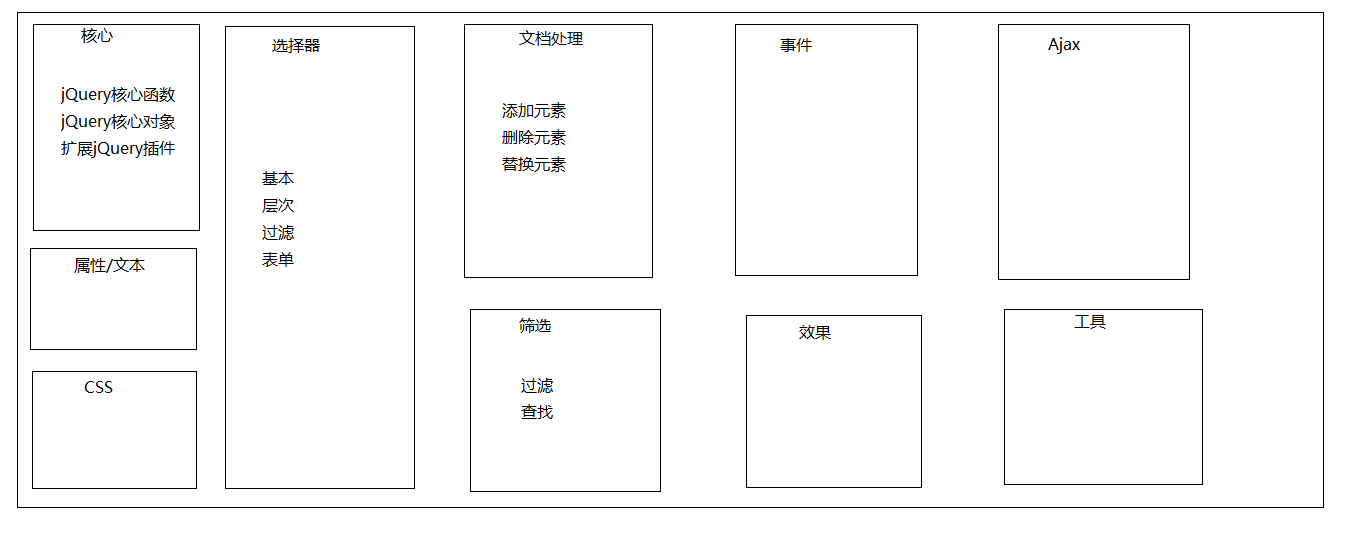 核心
jQuery核心函数
jQuery核心对象
扩展jQuery插件
属性/文本
CSS
选择器
基本
层次
过滤
表单
文档处理
添加元素
删除元素
替换元素
筛选
过滤
查找
事件
效果
Ajax
工具